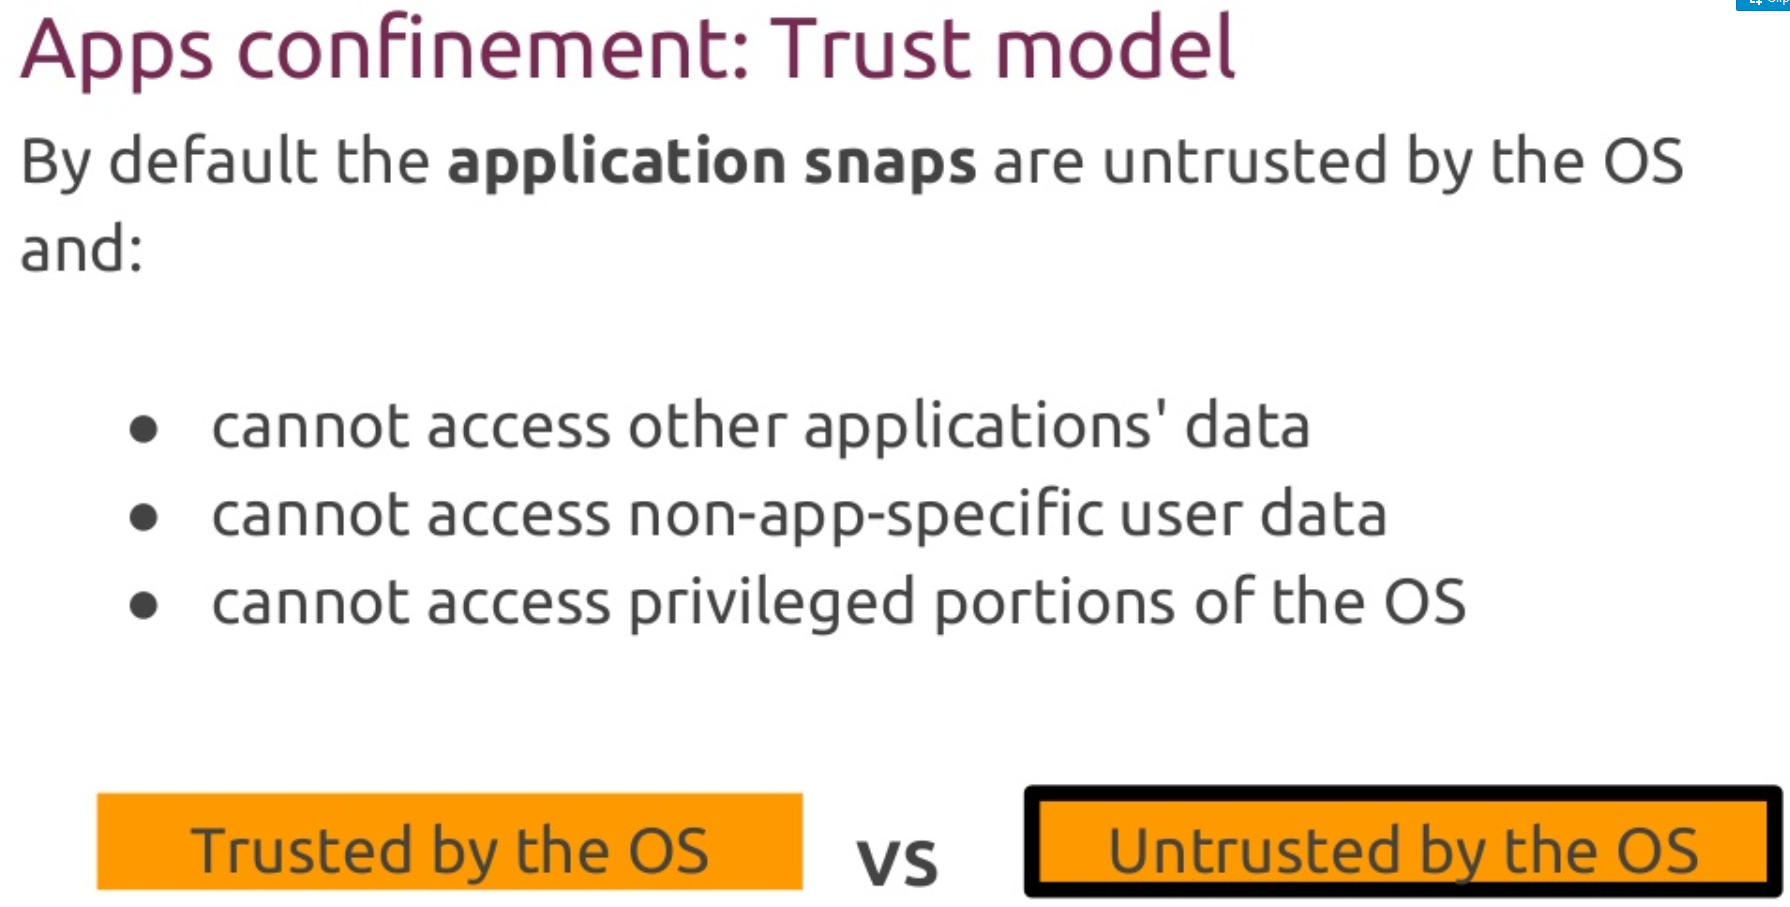 Apps confinement: Trust model
By default the application snaps are untrusted by the OS
and:
● cannot access other applications' data
● cannot access non-app-specific user data
● cannot access privileged portions of the OS
Trusted by the OS vs Untrusted by the OS